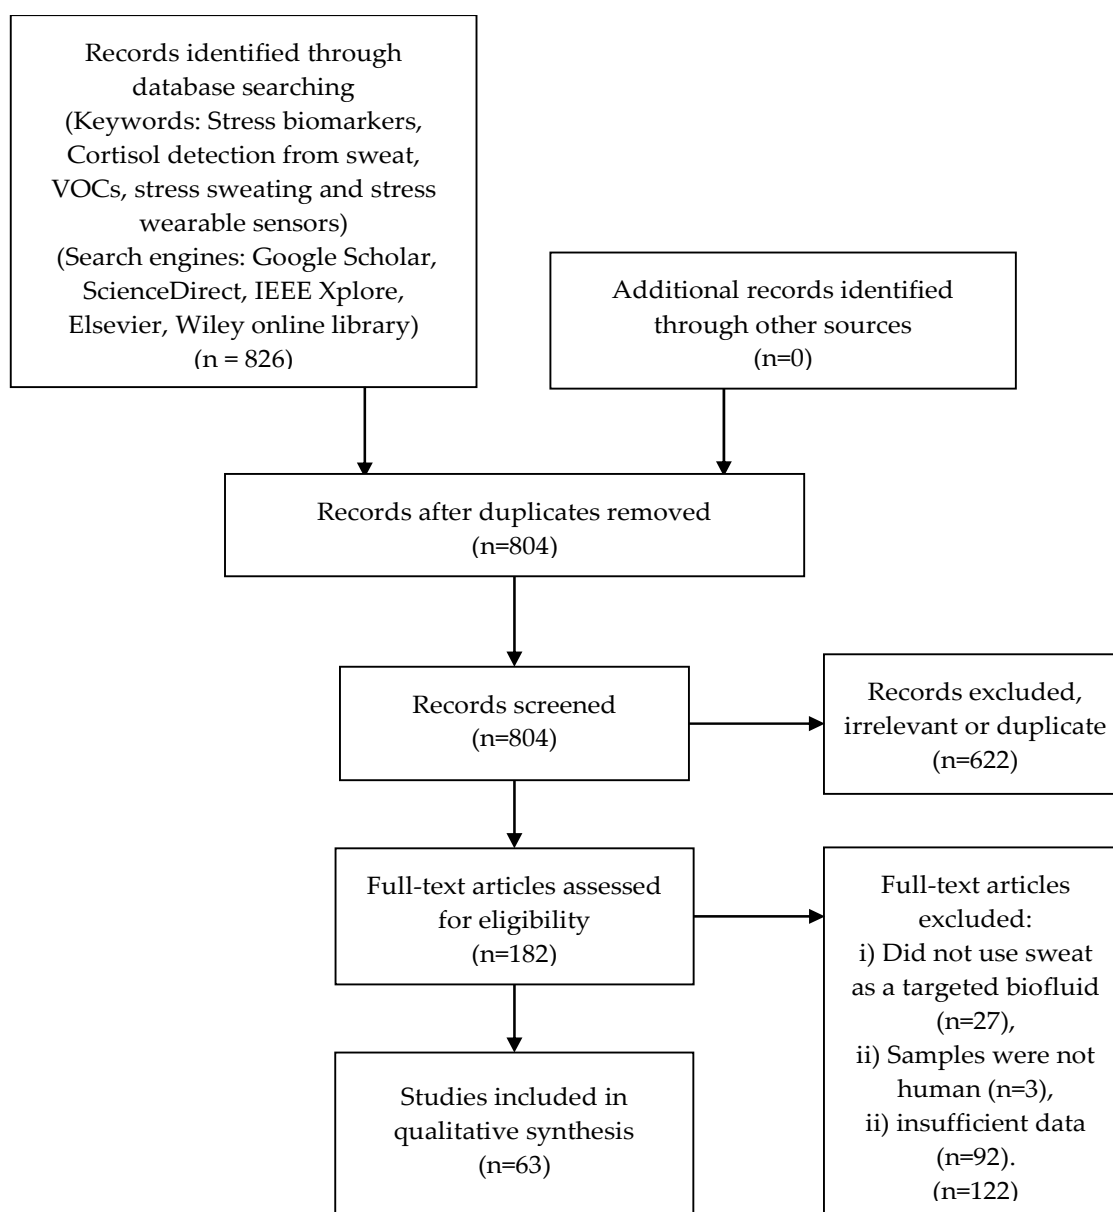 Records identified through
database searching
(Keywords: Stress biomarkers,
Cortisol detection from sweat,
VOCs, stress sweating and stress
wearable sensors)
(Search engines: Google Scholar,
ScienceDirect, IEEE Xplore,
Elsevier, Wiley online library)
(n = 826)
Additional records identified
through other sources
(n=0)
Records after duplicates removed
(n=804)
Records screened
(n=804)
Records excluded,
irrelevant or duplicate
(n=622)
Full-text articles assessed
for eligibility
(n=182)
Full-text articles
excluded:
i) Did not use sweat
as a targeted biofluid
(n=27),
ii) Samples were not
human (n=3),
ii) insufficient data
(n=92).
(n=122)
Studies included in
qualitative synthesis
(n=63)